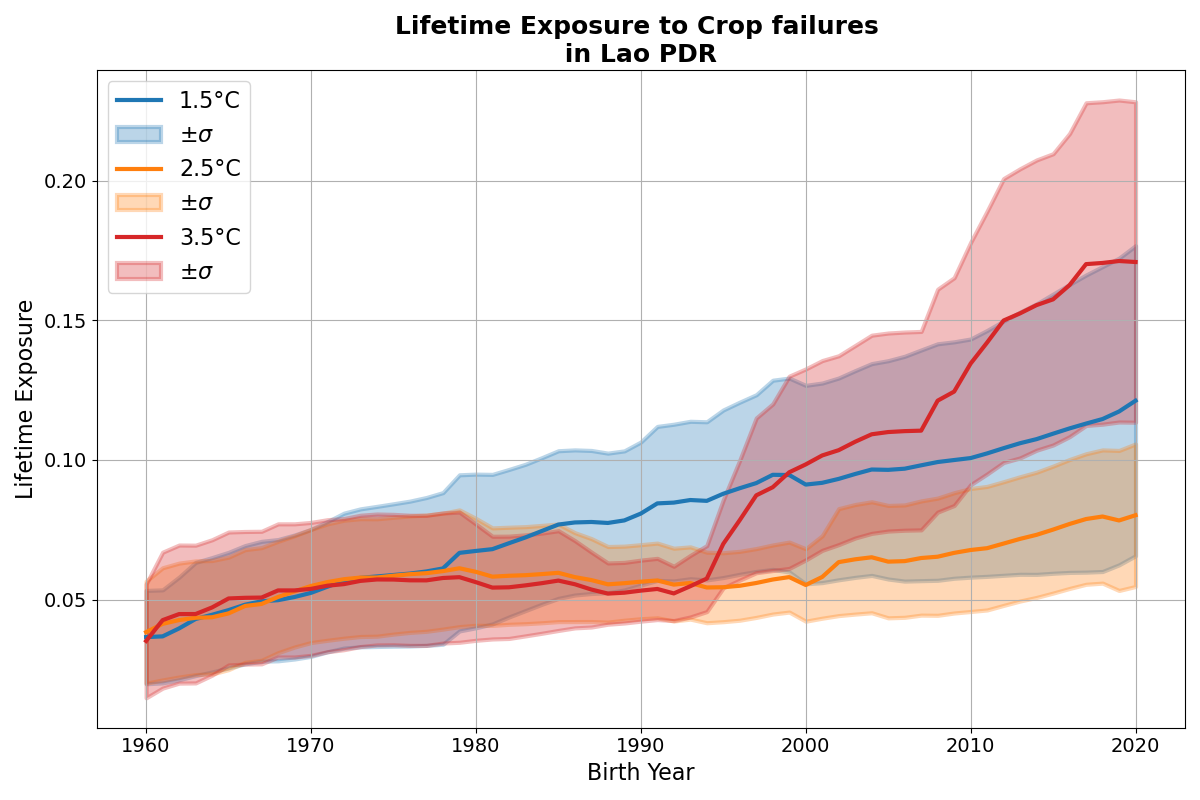 Lifetime Exposure to Crop failures
in Lao PDR
1.5°C
±σ
2.5°C
±σ
3.5°C
±σ
Lifetime Exposure
0.20
0.15
0.10
0.05
1960 1970 1980 1990 2000 2010 2020
Birth Year